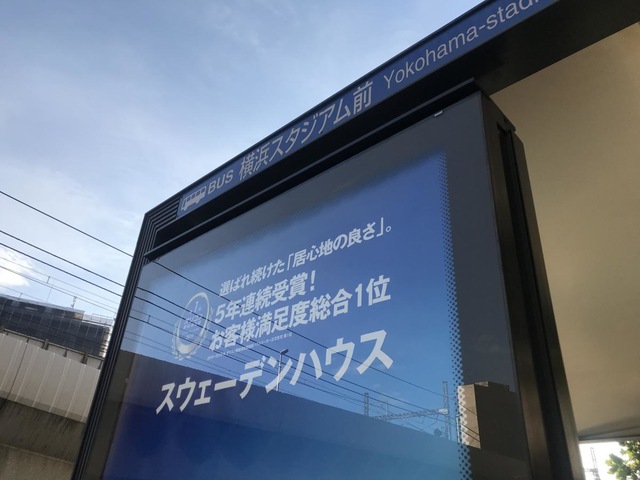 BUS 横浜スタジアム前 Yokohama-stadi
選ばれ続けた「居心地の良さ」。
5年連続受賞!
お客様満足度総合1位
スウェーデンハウス